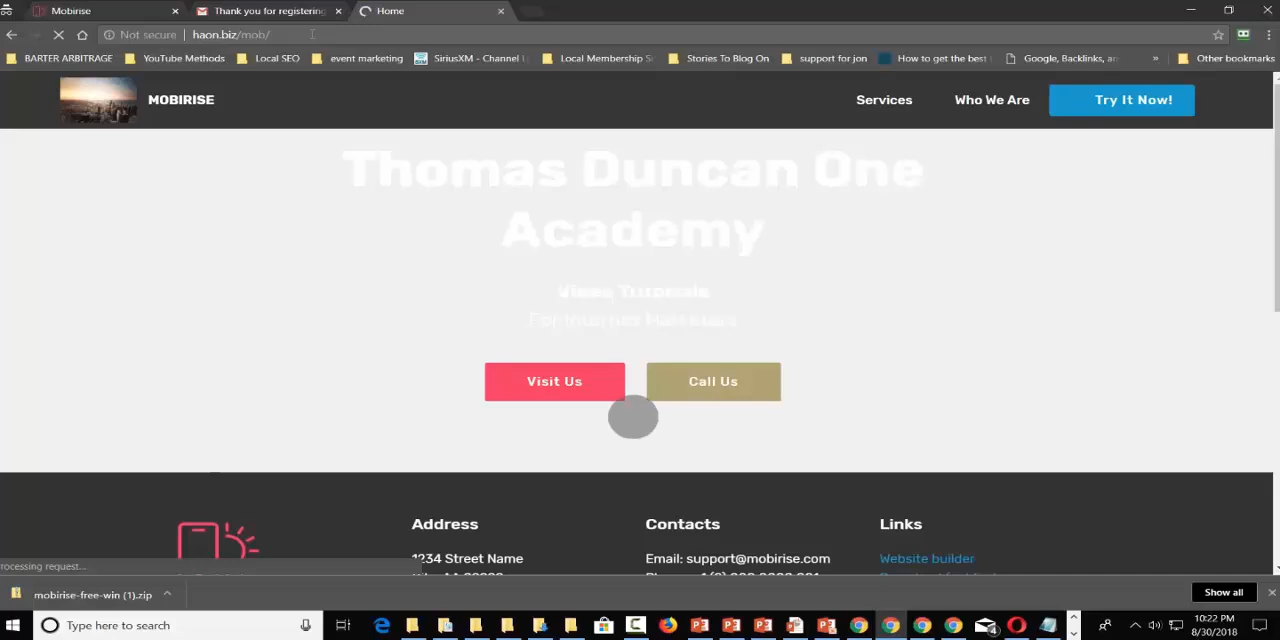 Mobirise
Thank you for registering
Home
Not secure | haon.biz/mob/
BARTER ARBITRAGE YouTube Methods Local SEO event marketing SiriusXM - Channel Local Membership S Stories To Blog On support for jon How to get the best Google, Backlinks, an » Other bookmarks
MOBIRISE Services Who We Are Try It Now!
Thomas Duncan One
Academy
Video Tutorials
For Internet Marketers
Visit Us Call Us
Address Contacts Links
1234 Street Name Email: support@mobirise.com Website builder
rocessing request...
mobirise-free-win (1).zip Show all
Type here to search
4
10:22 PM
8/30/2018